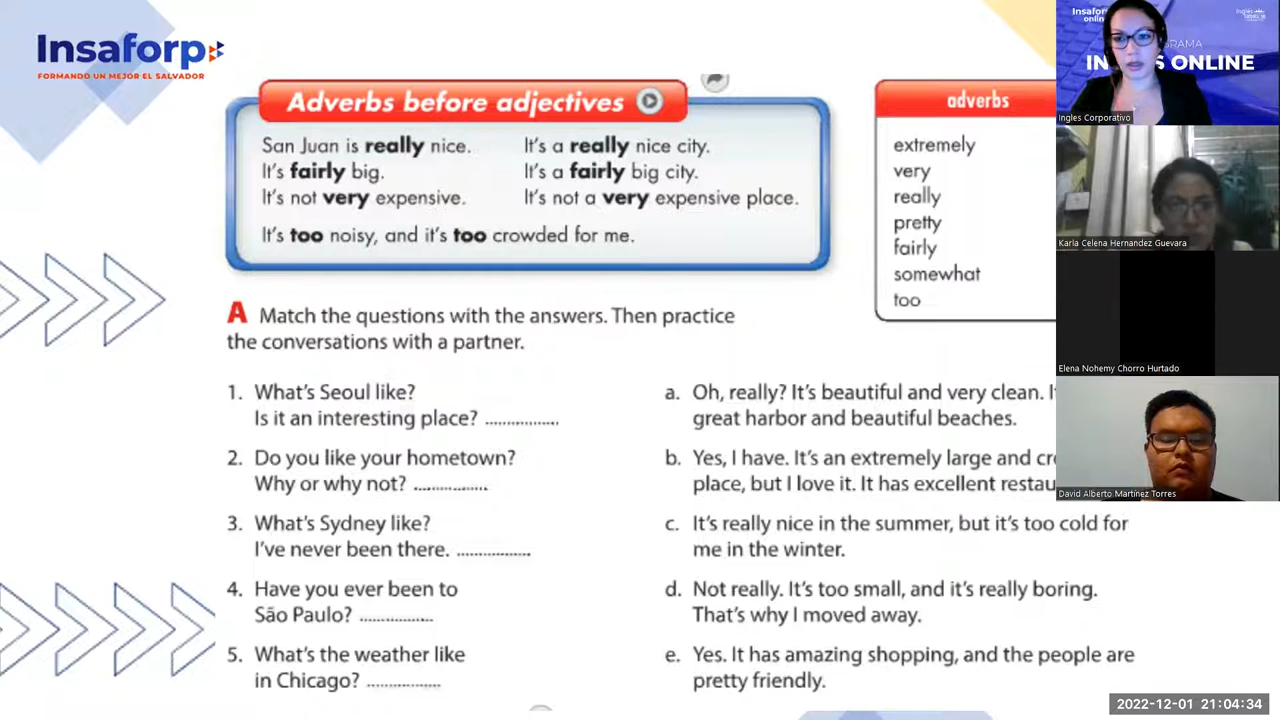 Insaforp
FORMANDO UN MEJOR EL SALVADOR
Adverbs before adjectives
San Juan is really nice.
It's fairly big.
It's not very expensive.
It's a really nice city.
It's a fairly big city.
It's not a very expensive place.
It's too noisy, and it's too crowded for me.
adverbs
extremely
very
really
pretty
fairly
somewhat
too
A Match the questions with the answers. Then practice
the conversations with a partner.
1. What's Seoul like?
Is it an interesting place? ..................
2. Do you like your hometown?
Why or why not? ..................
3. What's Sydney like?
I've never been there. ..................
4. Have you ever been to
São Paulo? ..................
5. What's the weather like
in Chicago? ..................
a. Oh, really? It's beautiful and very clean.
great harbor and beautiful beaches.
b. Yes, I have. It's an extremely large and
place, but I love it. It has excellent
c. It's really nice in the summer, but it's too cold for
me in the winter.
d. Not really. It's too small, and it's really boring.
That's why I moved away.
e. Yes. It has amazing shopping, and the people are
pretty friendly.
Insafor
online
ONLINE
Ingles Corporativo
Karla Celena Hernandez Guevara
Elena Nohemy Chorro Hurtado
David Alberto Martínez Torres
2022-12-01 21:04:34